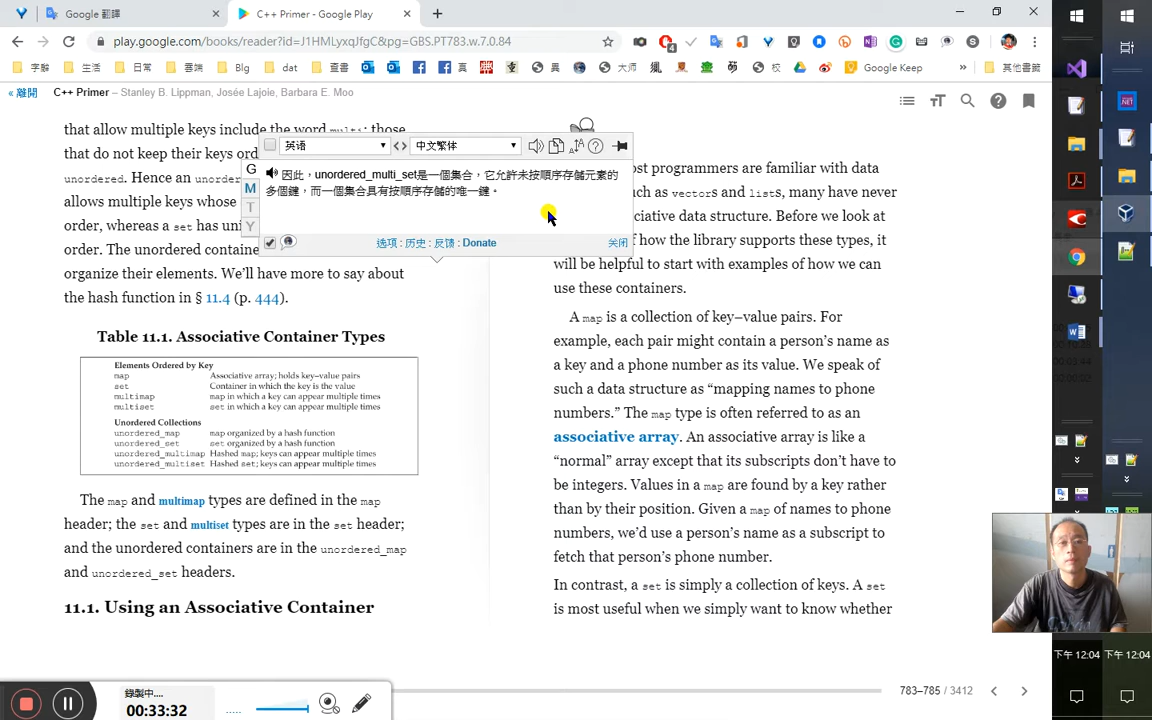 Google 翻譯
C++ Primer - Google Play
play.google.com/books/reader?id=J1HMLyxqJfgC&pg=GBS.PT783.w.7.0.84
字辭
生活
日常
雲端
Blg
dat
查書
真
異
大師
校
Google Keep
其他書籤
« 離開
C++ Primer – Stanley B. Lippman, Josée Lajoie, Barbara E. Moo
that allow multiple keys include the word multi; those
that do not keep their keys ord
unordered. Hence an unorder
allows multiple keys whose
order, whereas a set has uni
order. The unordered contain
organize their elements. We'll have more to say about
the hash function in § 11.4 (p. 444).
Table 11.1. Associative Container Types
Elements Ordered by Key
map Associative array; holds key–value pairs
set Container in which the key is the value
multimap map in which a key can appear multiple times
multiset set in which a key can appear multiple times
Unordered Collections
unordered_map map organized by a hash function
unordered_set set organized by a hash function
unordered_multimap Hashed map; keys can appear multiple times
unordered_multiset Hashed set; keys can appear multiple times
The map and multimap types are defined in the map
header; the set and multiset types are in the set header;
and the unordered containers are in the unordered_map
and unordered_set headers.
11.1. Using an Associative Container
英语
中文繁体
G
M
T
Y
因此，unordered_multi_set是一個集合，它允許未按順序存儲元素的
多個鍵，而一個集合具有按順序存儲的唯一鍵。
选项 : 历史 : 反馈 : Donate
关闭
ost programmers are familiar with data
uch as vectors and lists, many have never
ciative data structure. Before we look at
f how the library supports these types, it
will be helpful to start with examples of how we can
use these containers.
A map is a collection of key–value pairs. For
example, each pair might contain a person's name as
a key and a phone number as its value. We speak of
such a data structure as “mapping names to phone
numbers.” The map type is often referred to as an
associative array. An associative array is like a
“normal” array except that its subscripts don't have to
be integers. Values in a map are found by a key rather
than by their position. Given a map of names to phone
numbers, we'd use a person's name as a subscript to
fetch that person's phone number.
In contrast, a set is simply a collection of keys. A set
is most useful when we simply want to know whether
783–785 / 3412
錄製中....
00:33:32
下午 12:04
下午 12:04